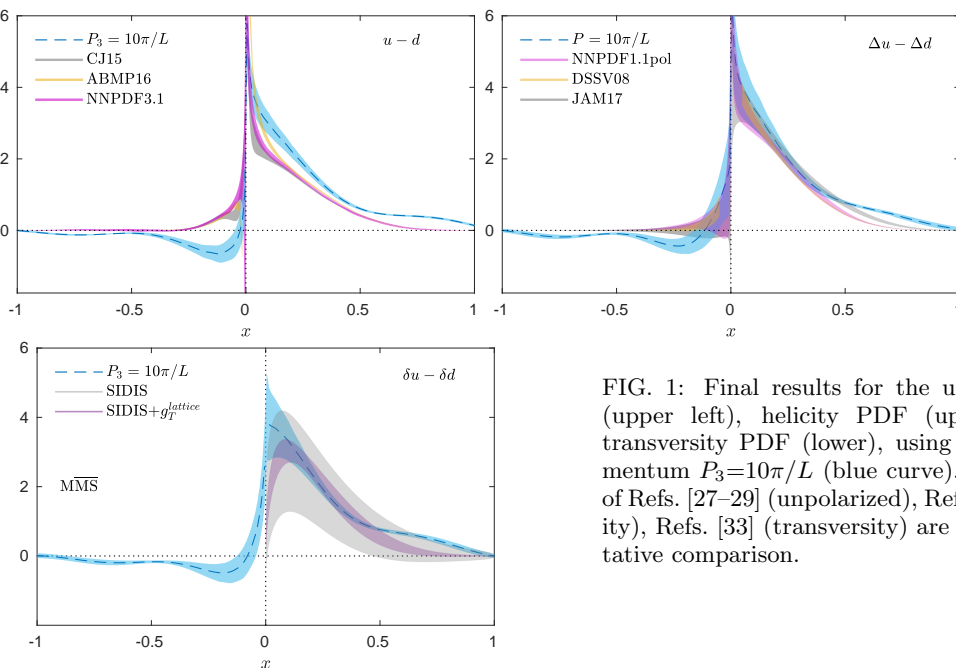 6
4
2
0
-1
-0.5
0
0.5
1
x
P₃ = 10π/L
CJ15
ABMP16
NNPDF3.1
u − d
6
4
2
0
-1
-0.5
0
0.5
1
x
P = 10π/L
NNPDF1.1pol
DSSV08
JAM17
Δu − Δd
6
4
2
0
-1
-0.5
0
0.5
1
x
P₃ = 10π/L
SIDIS
SIDIS+g_T^{lattice}
δu − δd
MM̅S̅
FIG. 1: Final results for the u
(upper left), helicity PDF (up
transversity PDF (lower), using
mentum P₃=10π/L (blue curve).
of Refs. [27–29] (unpolarized), Ref
ity), Refs. [33] (transversity) are
tative comparison.